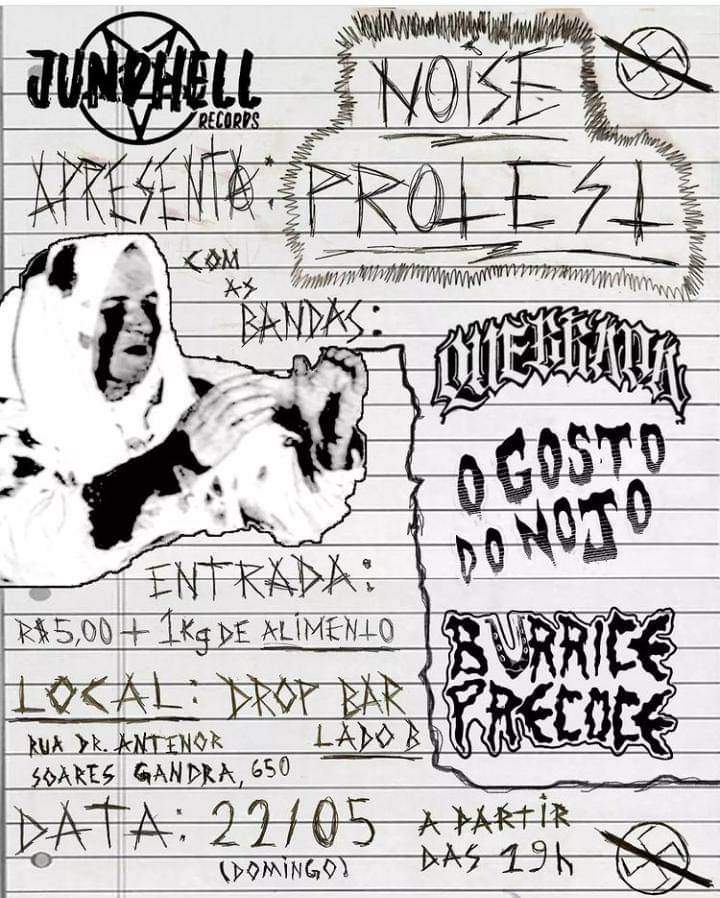 JUNDHELL
RECORDS
APRESENTA:
NOISE
PROTEST
COM
AS
BANDAS:
QUEBRADA
O GOSTO
DO NOJO
BURRICE
PRECOCE
ENTRADA:
R$5,00 + 1Kg DE ALIMENTO
LOCAL: DROP BAR
LADO B
RUA DR. ANTENOR
SOARES GANDRA, 650
DATA: 22/05
(DOMINGO)
A PARTIR
DAS 19h